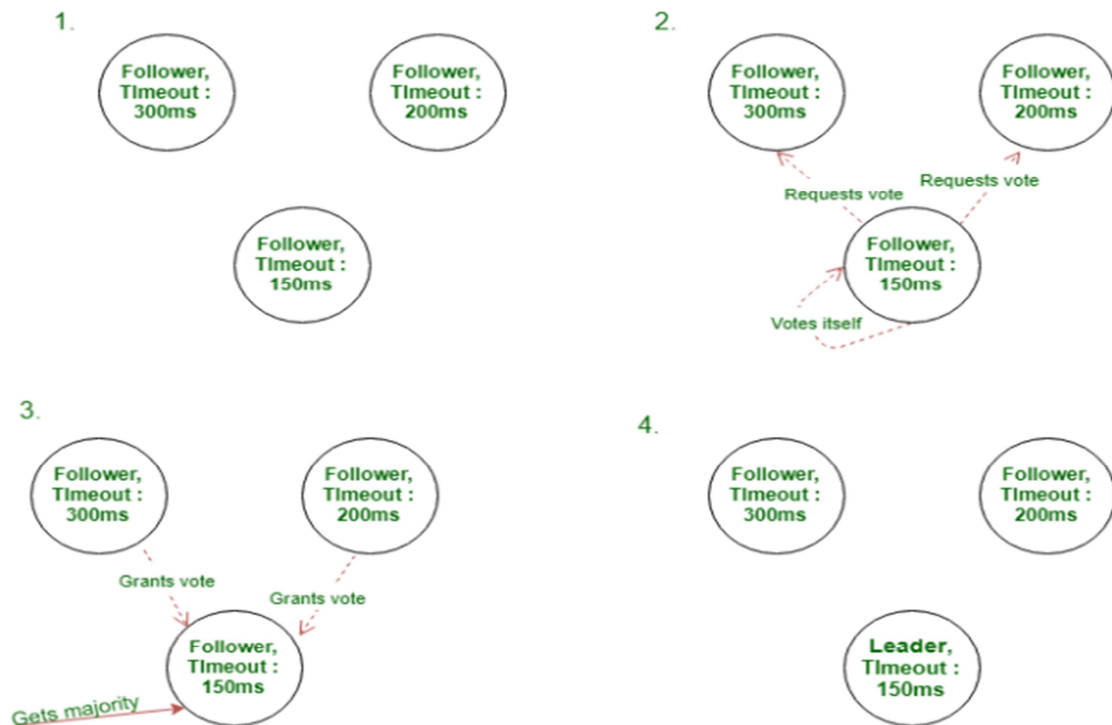 1.
Follower,
TImeout :
300ms
Follower,
TImeout :
200ms
Follower,
TImeout :
150ms
2.
Follower,
TImeout :
300ms
Follower,
TImeout :
200ms
Requests vote
Requests vote
Follower,
TImeout :
150ms
Votes itself
3.
Follower,
TImeout :
300ms
Follower,
TImeout :
200ms
Grants vote
Grants vote
Follower,
TImeout :
150ms
Gets majority
4.
Follower,
TImeout :
300ms
Follower,
TImeout :
200ms
Leader,
TImeout :
150ms